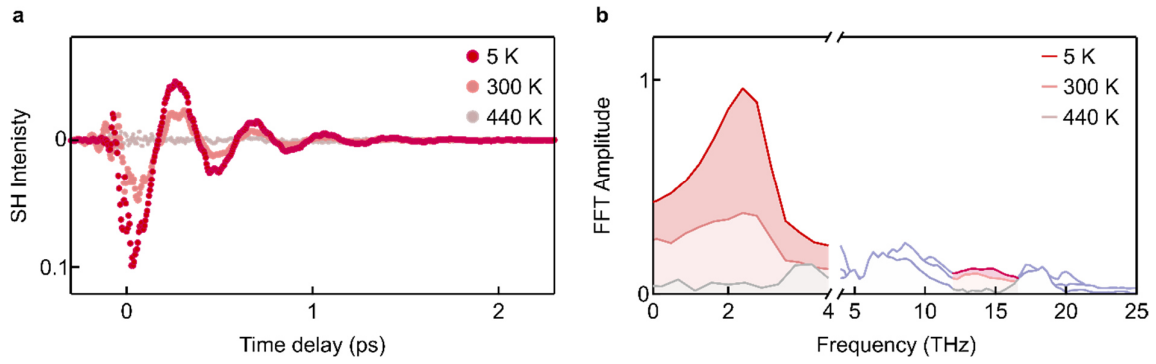 a
5 K
300 K
440 K
0
0.1
SH Intenisty
0
1
2
Time delay (ps)
b
5 K
300 K
440 K
1
0
FFT Amplitude
0
2
4
5
10
15
20
25
Frequency (THz)